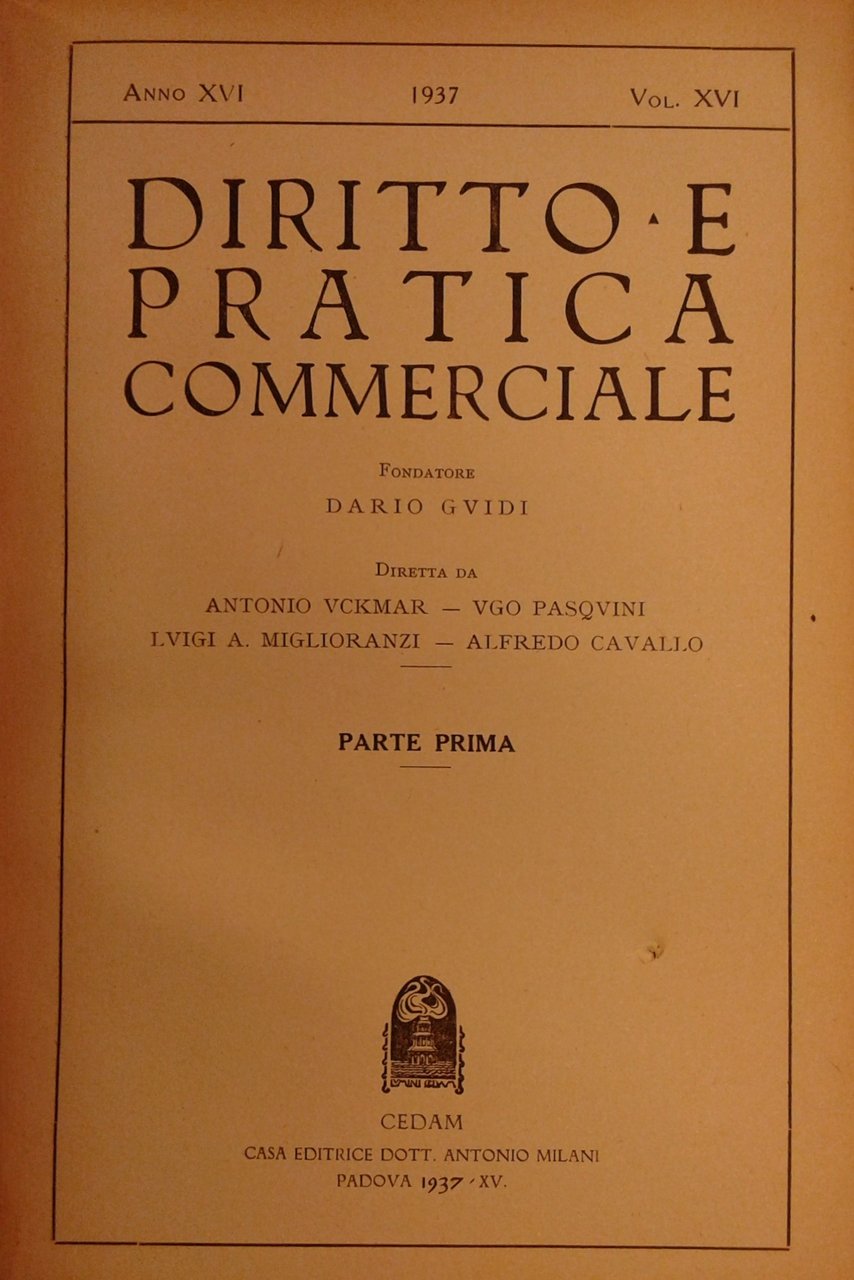 ANNO XVI 1937 VOL. XVI
DIRITTO · E
PRATICA
COMMERCIALE
FONDATORE
DARIO GVIDI
DIRETTA DA
ANTONIO VCKMAR — VGO PASQVINI
LVIGI A. MIGLIORANZI — ALFREDO CAVALLO
PARTE PRIMA
CEDAM
CASA EDITRICE DOTT. ANTONIO MILANI
PADOVA 1937 - XV.